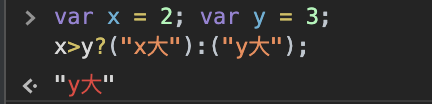 > var x = 2; var y = 3;
x>y?("x大"):("y大");
"y大"